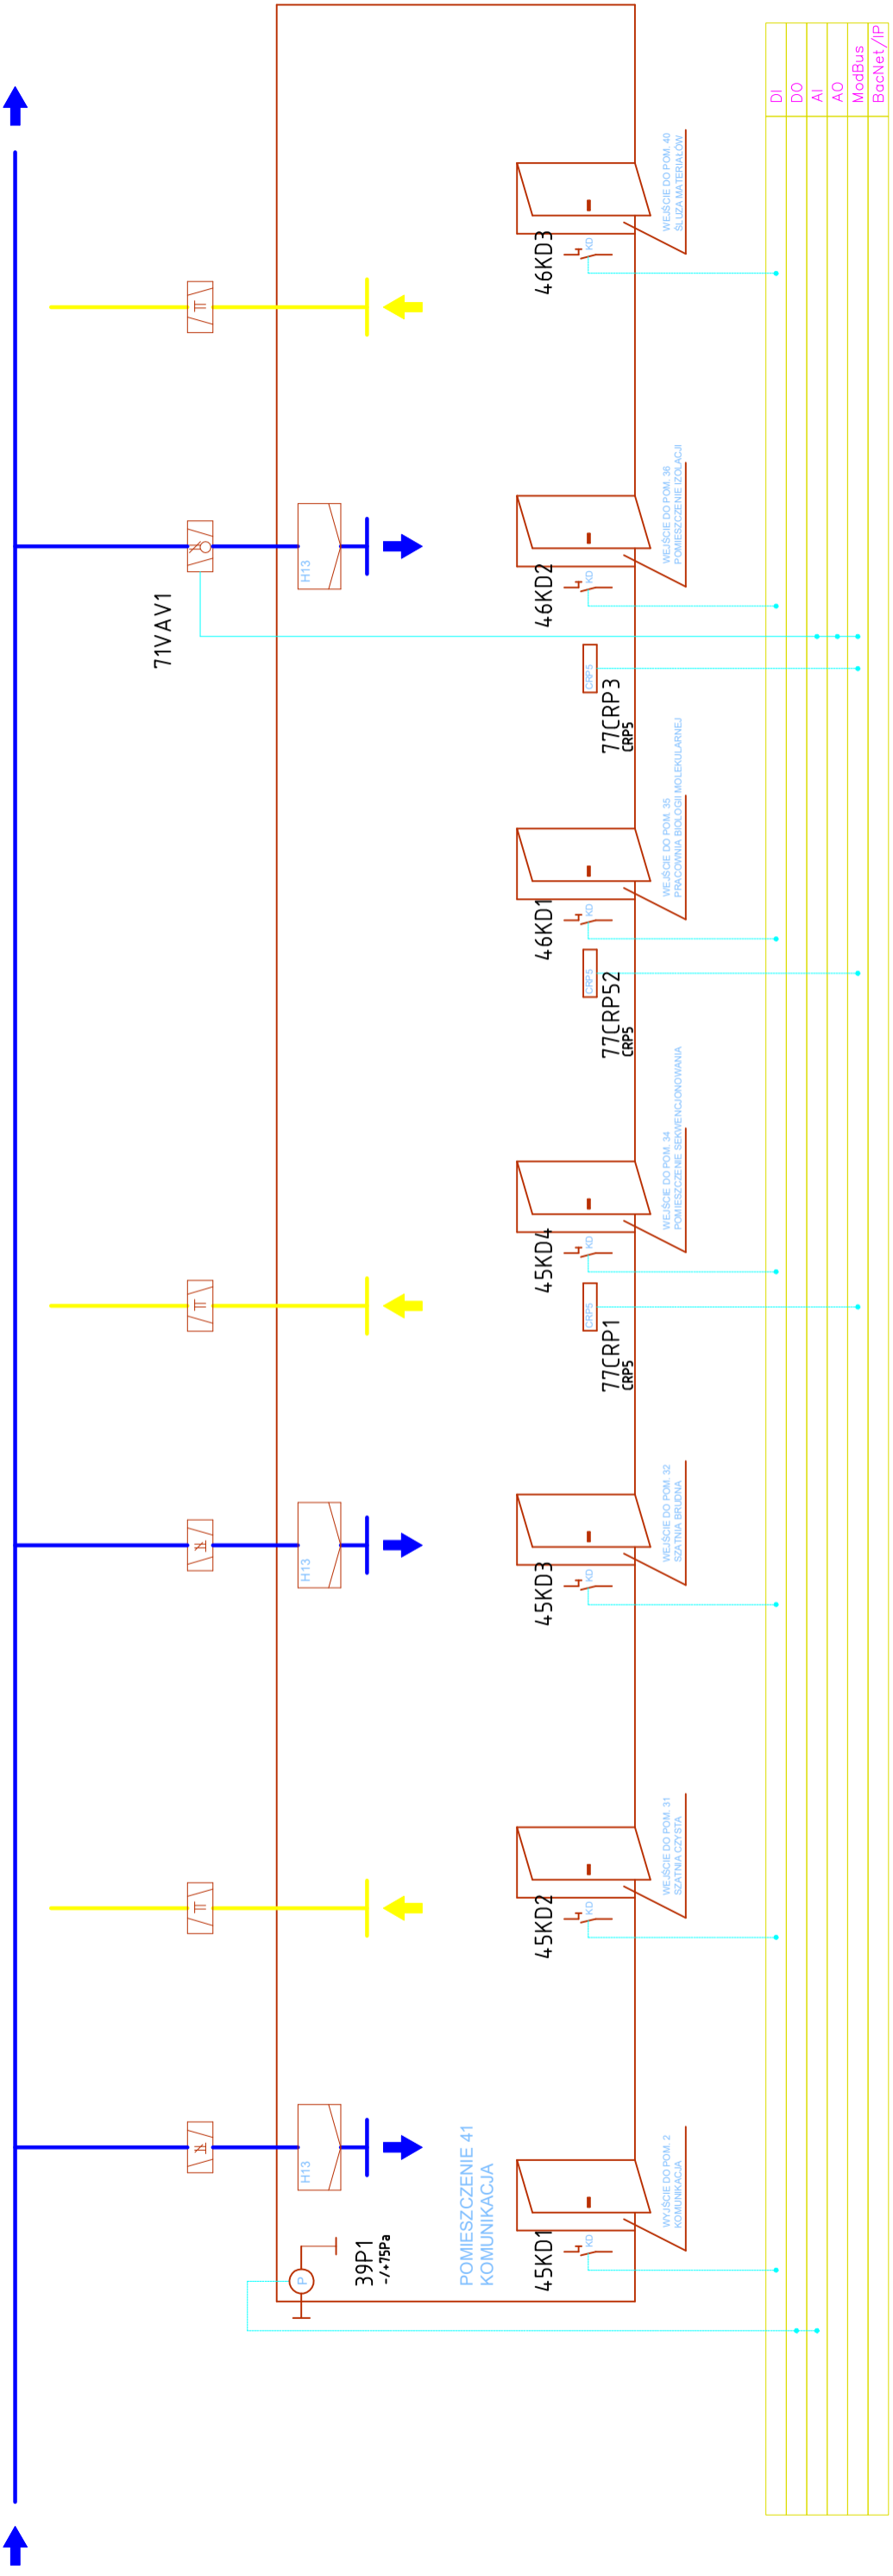 DI
DO
AI
AO
ModBus
BacNet/IP
71VAV1
H13
H13
H13
P
39P1
-/+75Pa
POMIESZCZENIE 41
KOMUNIKACJA
45KD1
KD
WYJŚCIE DO POM. 2
KOMUNIKACJA
45KD2
KD
WEJŚCIE DO POM. 31
SZATNIA CZYSTA
45KD3
KD
WEJŚCIE DO POM. 32
SZATNIA BRUDNA
CRP5
77CRP1
CRP5
45KD4
KD
WEJŚCIE DO POM. 34
POMIESZCZENIE SEKWENCJONOWANIA
CRP5
77CRP52
CRP5
46KD1
KD
WEJŚCIE DO POM. 35
PRACOWNIA BIOLOGII MOLEKULARNEJ
CRP5
77CRP3
CRP5
46KD2
KD
WEJŚCIE DO POM. 36
POMIESZCZENIE IZOLACJI
46KD3
KD
WEJŚCIE DO POM. 40
ŚLUZA MATERIAŁÓW